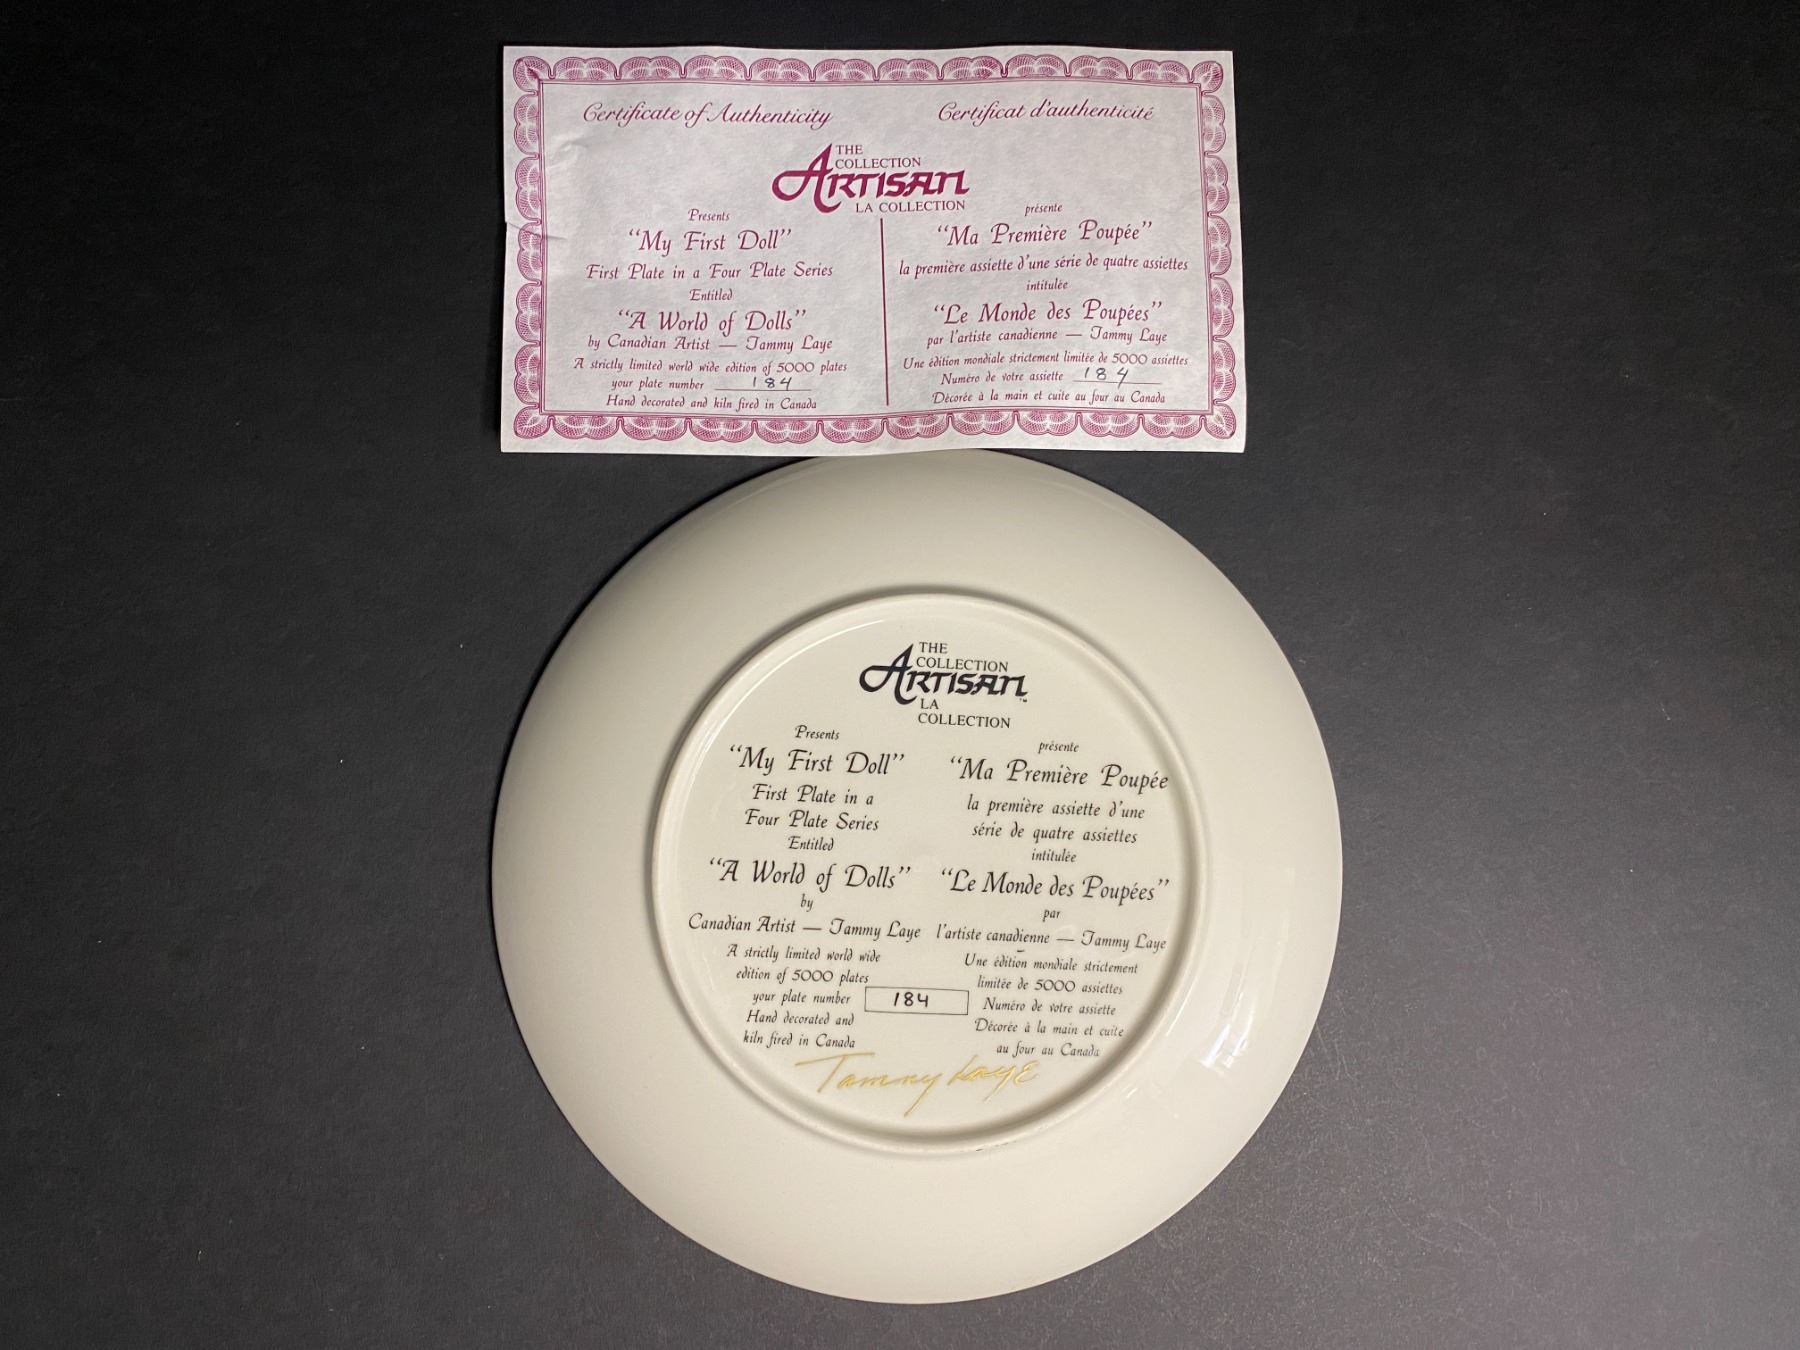 Certificate of Authenticity
Certificat d'authenticité
THE
COLLECTION
ARTISAN
LA COLLECTION
Presents
"My First Doll"
First Plate in a Four Plate Series
Entitled
"A World of Dolls"
by Canadian Artist — Tammy Laye
A strictly limited world wide edition of 5000 plates
your plate number 184
Hand decorated and kiln fired in Canada
présente
"Ma Première Poupée"
la première assiette d'une série de quatre assiettes
intitulée
"Le Monde des Poupées"
par l'artiste canadienne — Tammy Laye
Une édition mondiale strictement limitée de 5000 assiettes
Numéro de votre assiette 184
Décorée à la main et cuite au four au Canada
THE
COLLECTION
ARTISAN™
LA
COLLECTION
Presents
"My First Doll"
First Plate in a
Four Plate Series
Entitled
"A World of Dolls"
by
Canadian Artist — Tammy Laye
A strictly limited world wide
edition of 5000 plates
your plate number
Hand decorated and
kiln fired in Canada
184
présente
"Ma Première Poupée
la première assiette d'une
série de quatre assiettes
intitulée
"Le Monde des Poupées"
par
l'artiste canadienne — Tammy Laye
Une édition mondiale strictement
limitée de 5000 assiettes
Numéro de votre assiette
Décorée à la main et cuite
au four au Canada
Tammy Laye